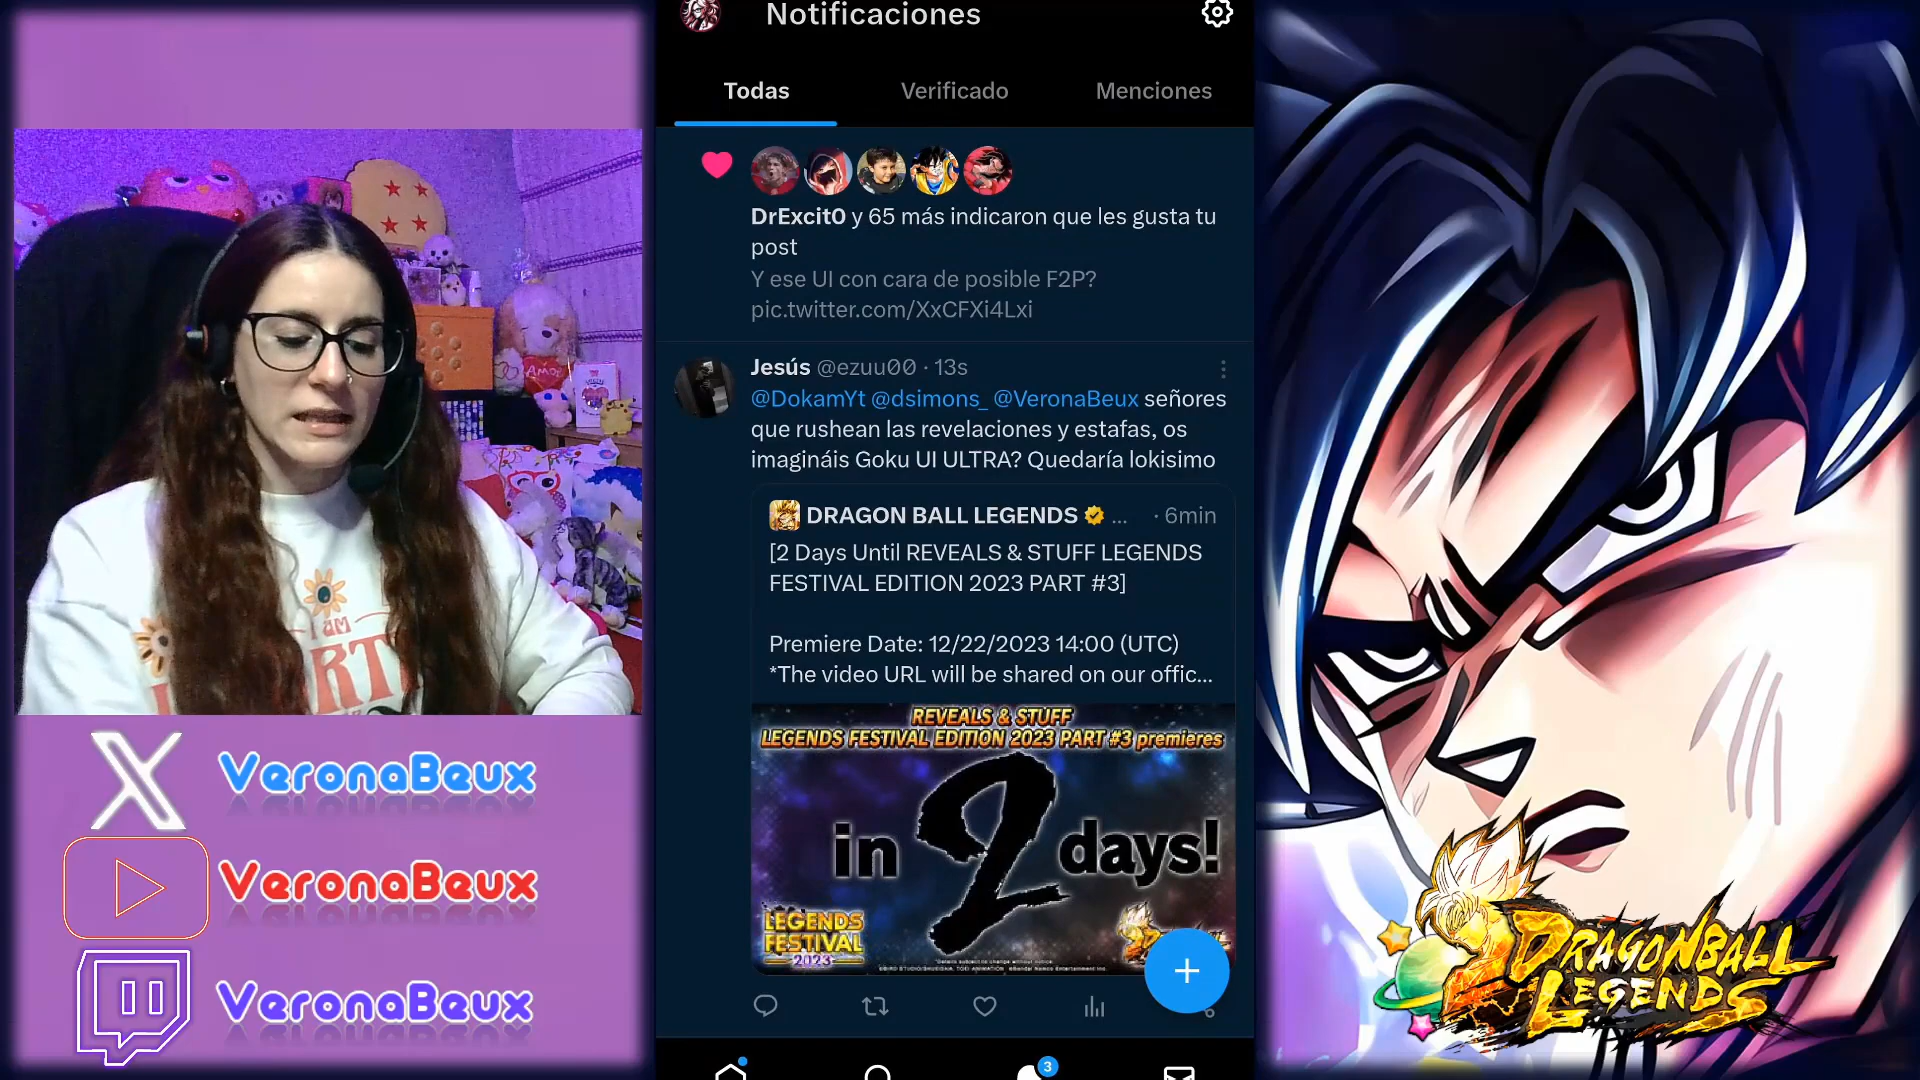 Notificaciones
Todas
Verificado
Menciones
DrExcit0 y 65 más indicaron que les gusta tu
post
Y ese UI con cara de posible F2P?
pic.twitter.com/XxCFXi4Lxi
Jesús @ezuu00 · 13s
@DokamYt @dsimons_ @VeronaBeux señores
que rushean las revelaciones y estafas, os
imagináis Goku UI ULTRA? Quedaría lokisimo
DRAGON BALL LEGENDS ... · 6min
[2 Days Until REVEALS & STUFF LEGENDS
FESTIVAL EDITION 2023 PART #3]
Premiere Date: 12/22/2023 14:00 (UTC)
*The video URL will be shared on our offic...
REVEALS & STUFF
LEGENDS FESTIVAL EDITION 2023 PART #3 premieres
in 2 days!
LEGENDS
FESTIVAL
2023
3
AMOR
I AM
VeronaBeux
VeronaBeux
VeronaBeux
DRAGONBALL
LEGENDS